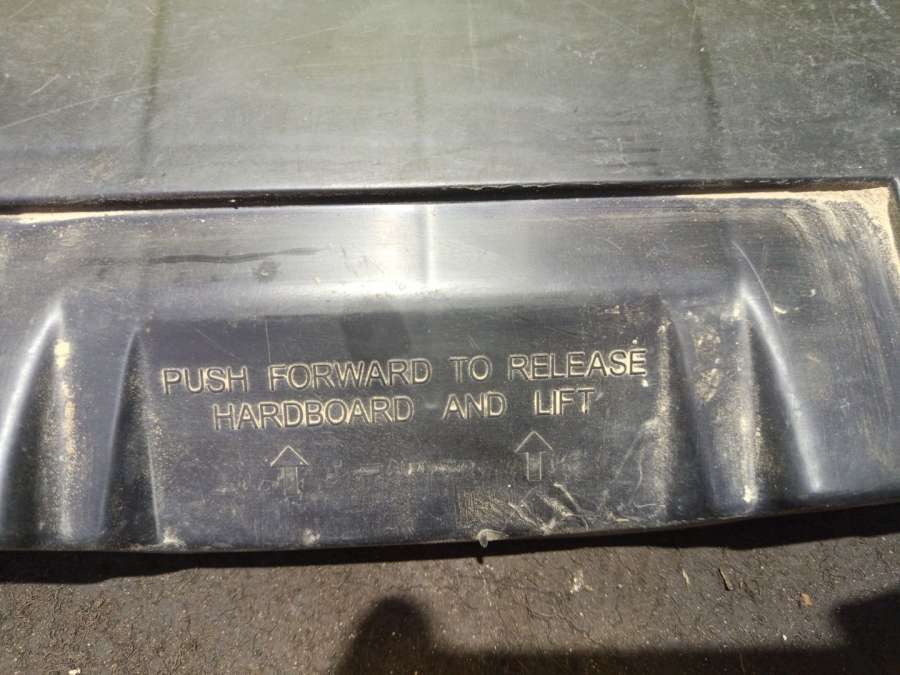 PUSH FORWARD TO RELEASE
HARDBOARD AND LIFT